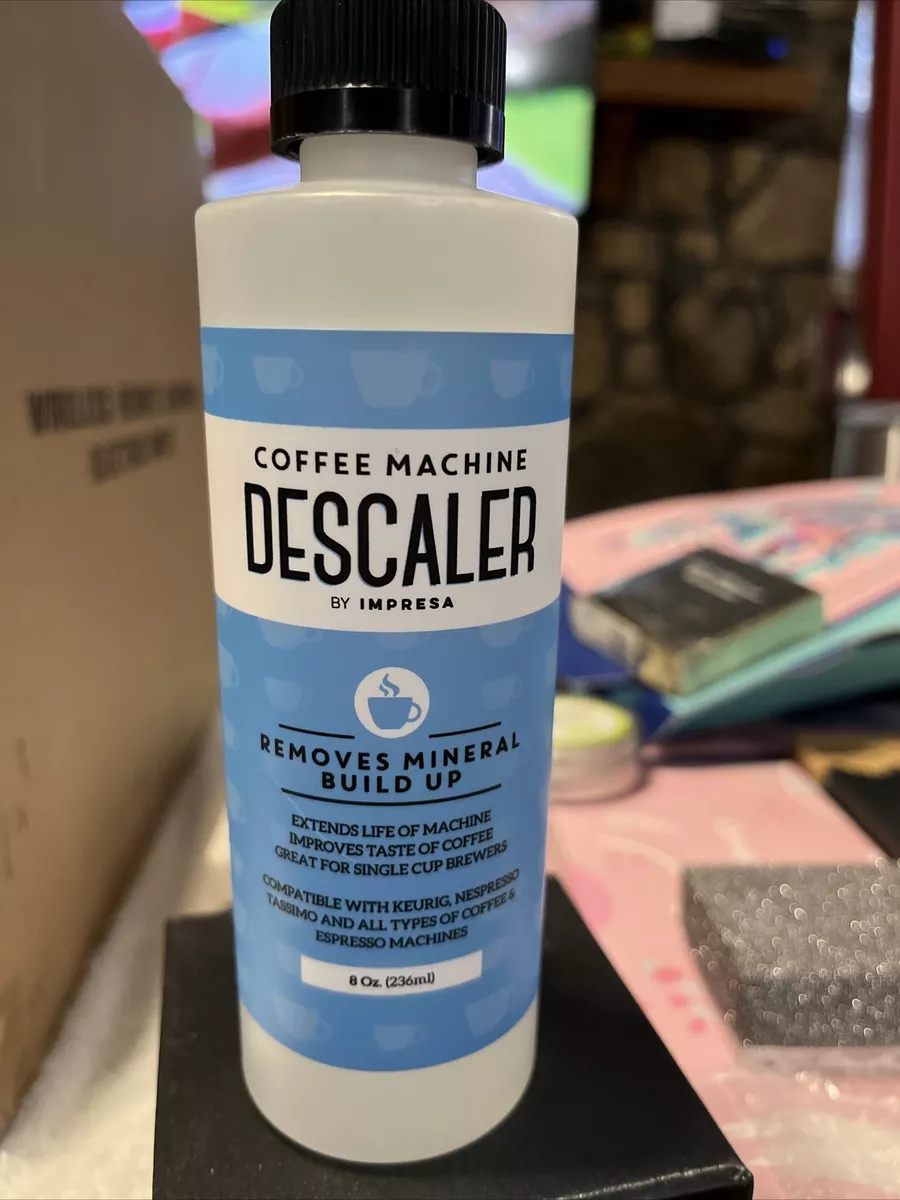 COFFEE MACHINE
DESCALER
BY IMPRESA
REMOVES MINERAL
BUILD UP
EXTENDS LIFE OF MACHINE
IMPROVES TASTE OF COFFEE
GREAT FOR SINGLE CUP BREWERS
COMPATIBLE WITH KEURIG, NESPRESSO
TASSIMO AND ALL TYPES OF COFFEE &
ESPRESSO MACHINES
8 Oz. (236ml)